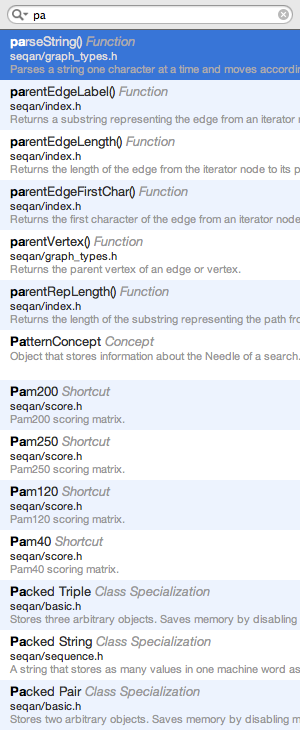 pa
parseString() Function
seqan/graph_types.h
Parses a string one character at a time and moves accordin
parentEdgeLabel() Function
seqan/index.h
Returns a substring representing the edge from an iterator
parentEdgeLength() Function
seqan/index.h
Returns the length of the edge from the iterator node to its p
parentEdgeFirstChar() Function
seqan/index.h
Returns the first character of the edge from an iterator node
parentVertex() Function
seqan/graph_types.h
Returns the parent vertex of an edge or vertex.
parentRepLength() Function
seqan/index.h
Returns the length of the substring representing the path fro
PatternConcept Concept
Object that stores information about the Needle of a search.
Pam200 Shortcut
seqan/score.h
Pam200 scoring matrix.
Pam250 Shortcut
seqan/score.h
Pam250 scoring matrix.
Pam120 Shortcut
seqan/score.h
Pam120 scoring matrix.
Pam40 Shortcut
seqan/score.h
Pam40 scoring matrix.
Packed Triple Class Specialization
seqan/basic.h
Stores three arbitrary objects. Saves memory by disabling
Packed String Class Specialization
seqan/sequence.h
A string that stores as many values in one machine word as
Packed Pair Class Specialization
seqan/basic.h
Stores two arbitrary objects. Saves memory by disabling m